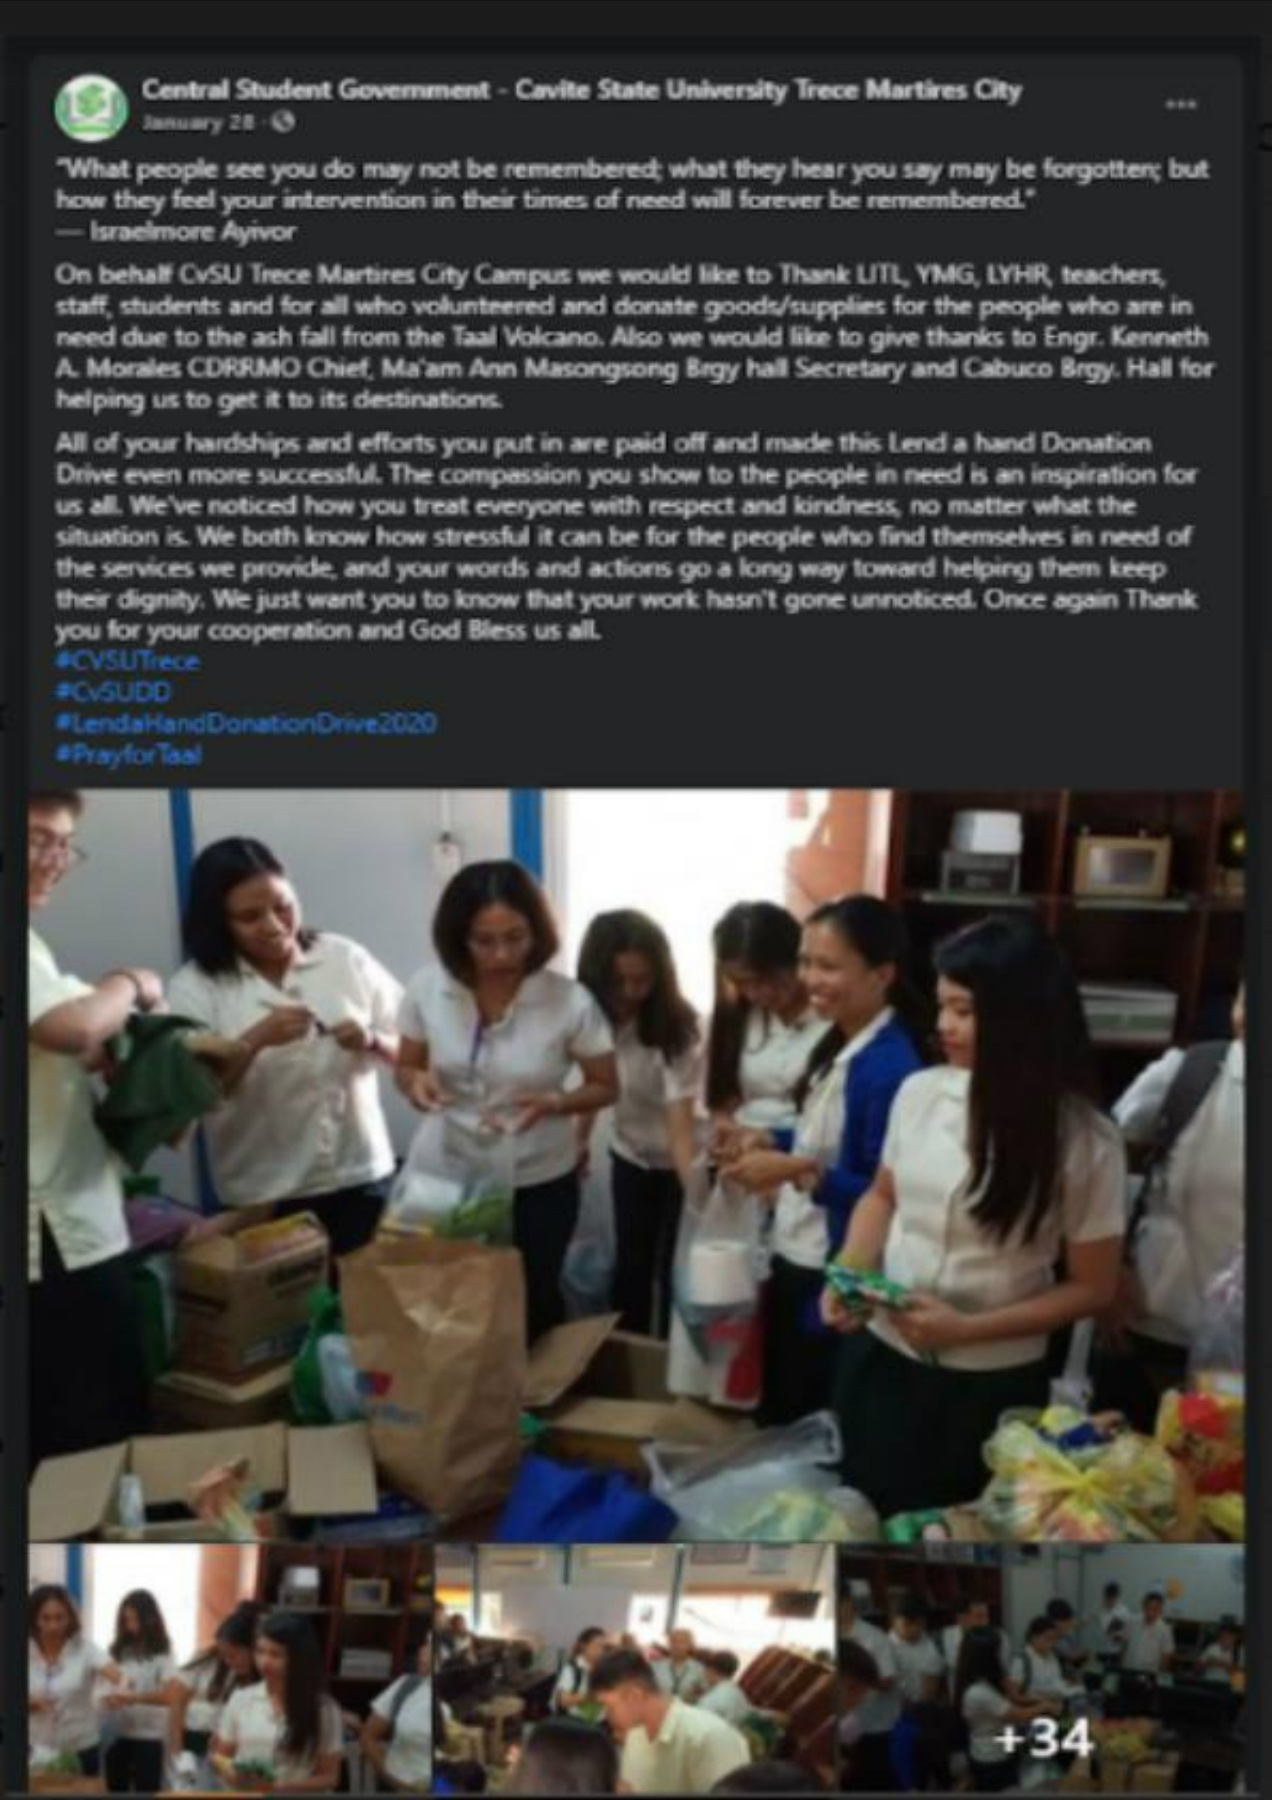 Central Student Government - Cavite State University Trece Martires City
January 28 ·
"What people see you do may not be remembered; what they hear you say may be forgotten; but
how they feel your intervention in their times of need will forever be remembered."
— Israelmore Ayivor
On behalf CvSU Trece Martires City Campus we would like to Thank LITL, YMG, LYHR, teachers,
staff, students and for all who volunteered and donate goods/supplies for the people who are in
need due to the ash fall from the Taal Volcano. Also we would like to give thanks to Engr. Kenneth
A. Morales CDRRMO Chief, Ma'am Ann Masongsong Brgy hall Secretary and Cabuco Brgy. Hall for
helping us to get it to its destinations.
All of your hardships and efforts you put in are paid off and made this Lend a hand Donation
Drive even more successful. The compassion you show to the people in need is an inspiration for
us all. We've noticed how you treat everyone with respect and kindness, no matter what the
situation is. We both know how stressful it can be for the people who find themselves in need of
the services we provide, and your words and actions go a long way toward helping them keep
their dignity. We just want you to know that your work hasn't gone unnoticed. Once again Thank
you for your cooperation and God Bless us all.
#CVSUTrece
#CvSUDD
#LendaHandDonationDrive2020
#PrayforTaal
+34